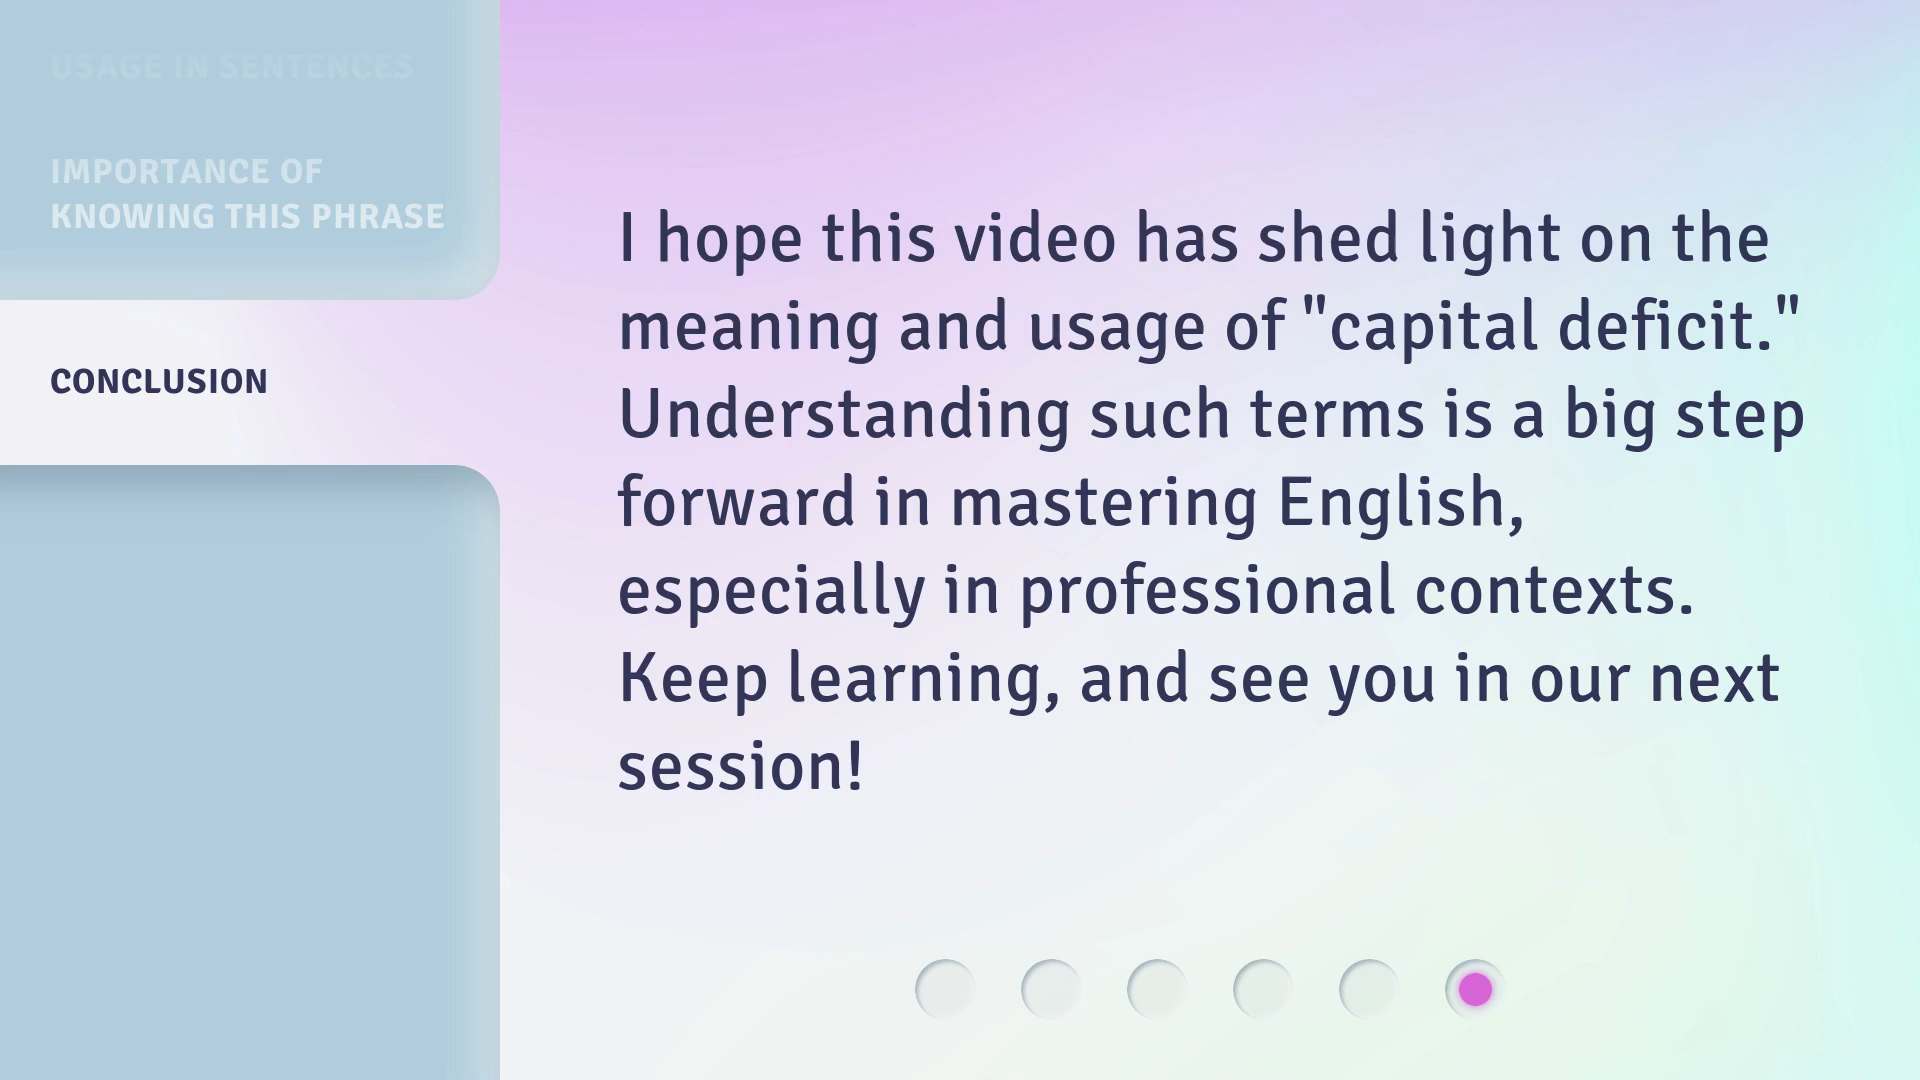 USAGE IN SENTENCES
IMPORTANCE OF
KNOWING THIS PHRASE
CONCLUSION
I hope this video has shed light on the
meaning and usage of "capital deficit."
Understanding such terms is a big step
forward in mastering English,
especially in professional contexts.
Keep learning, and see you in our next
session!